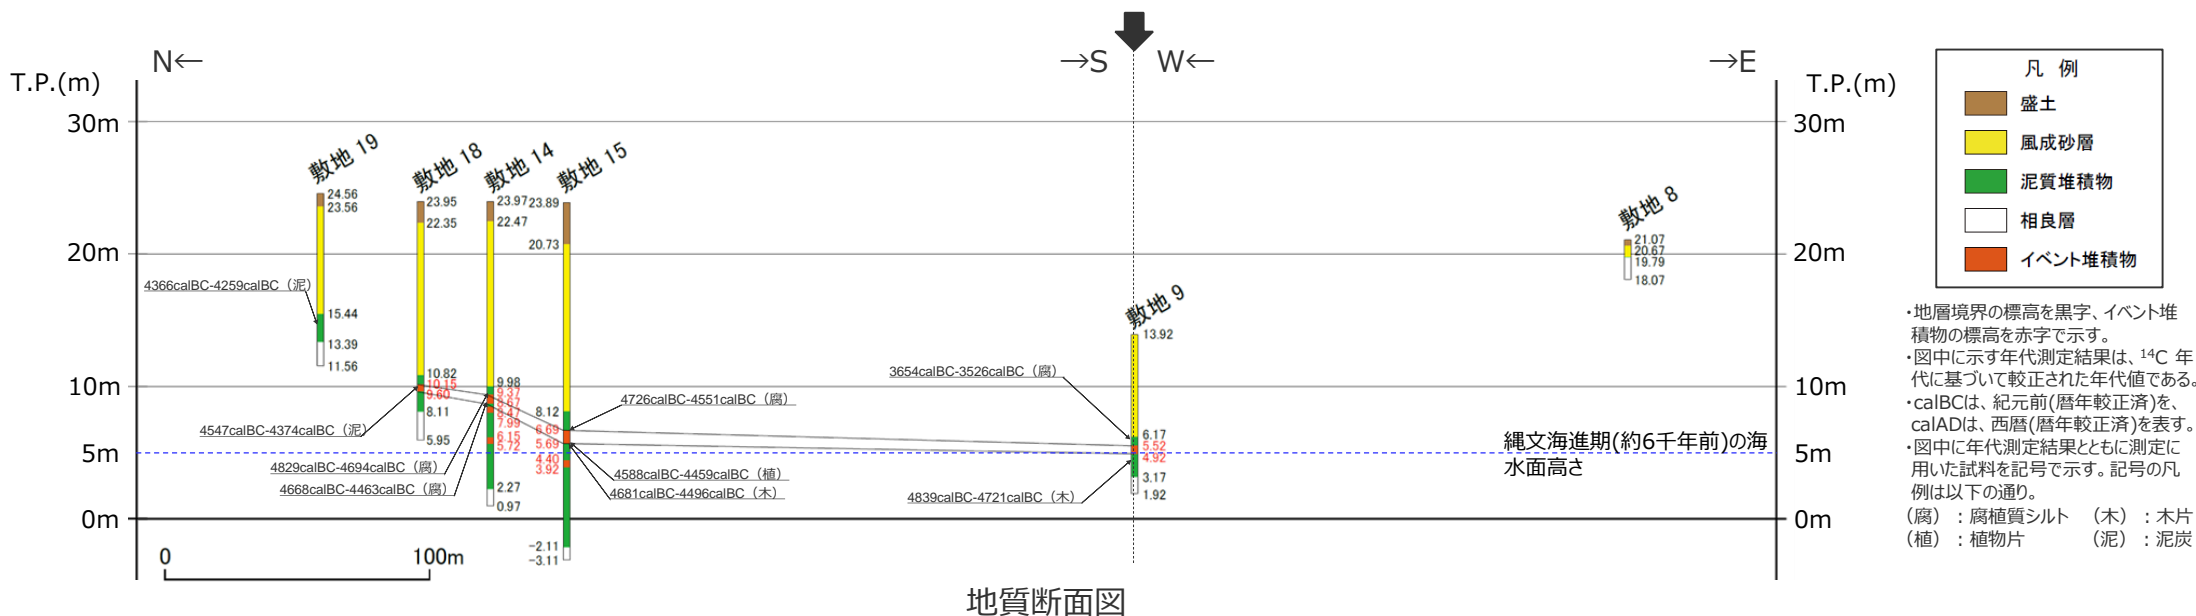 N← →S W← →E
T.P.(m) T.P.(m)
30m 30m
20m 20m
10m 10m
5m 5m
0m 0m
敷地 19
24.56
23.56
15.44
13.39
11.56
4366calBC-4259calBC（泥）
敷地 18
23.95
22.35
10.82
10.15
9.60
8.11
5.95
4547calBC-4374calBC（泥）
敷地 14
23.97
22.47
9.98
9.37
8.67
8.47
7.99
6.15
5.72
2.27
0.97
4829calBC-4694calBC（腐）
4668calBC-4463calBC（腐）
敷地 15
23.89
20.73
8.12
6.69
5.69
4.40
3.92
-2.11
-3.11
4726calBC-4551calBC（腐）
4588calBC-4459calBC（植）
4681calBC-4496calBC（木）
敷地 9
13.92
6.17
5.52
4.92
3.17
1.92
3654calBC-3526calBC（腐）
4839calBC-4721calBC（木）
敷地 8
21.07
20.67
19.79
18.07
縄文海進期(約6千年前)の海
水面高さ
0 100m
地質断面図
凡 例
盛土
風成砂層
泥質堆積物
相良層
イベント堆積物
・地層境界の標高を黒字、イベント堆
積物の標高を赤字で示す。
・図中に示す年代測定結果は、¹⁴C 年
代に基づいて較正された年代値である。
・calBCは、紀元前(暦年較正済)を、
calADは、西暦(暦年較正済)を表す。
・図中に年代測定結果とともに測定に
用いた試料を記号で示す。記号の凡
例は以下の通り。
（腐）：腐植質シルト （木）：木片
（植）：植物片 （泥）：泥炭